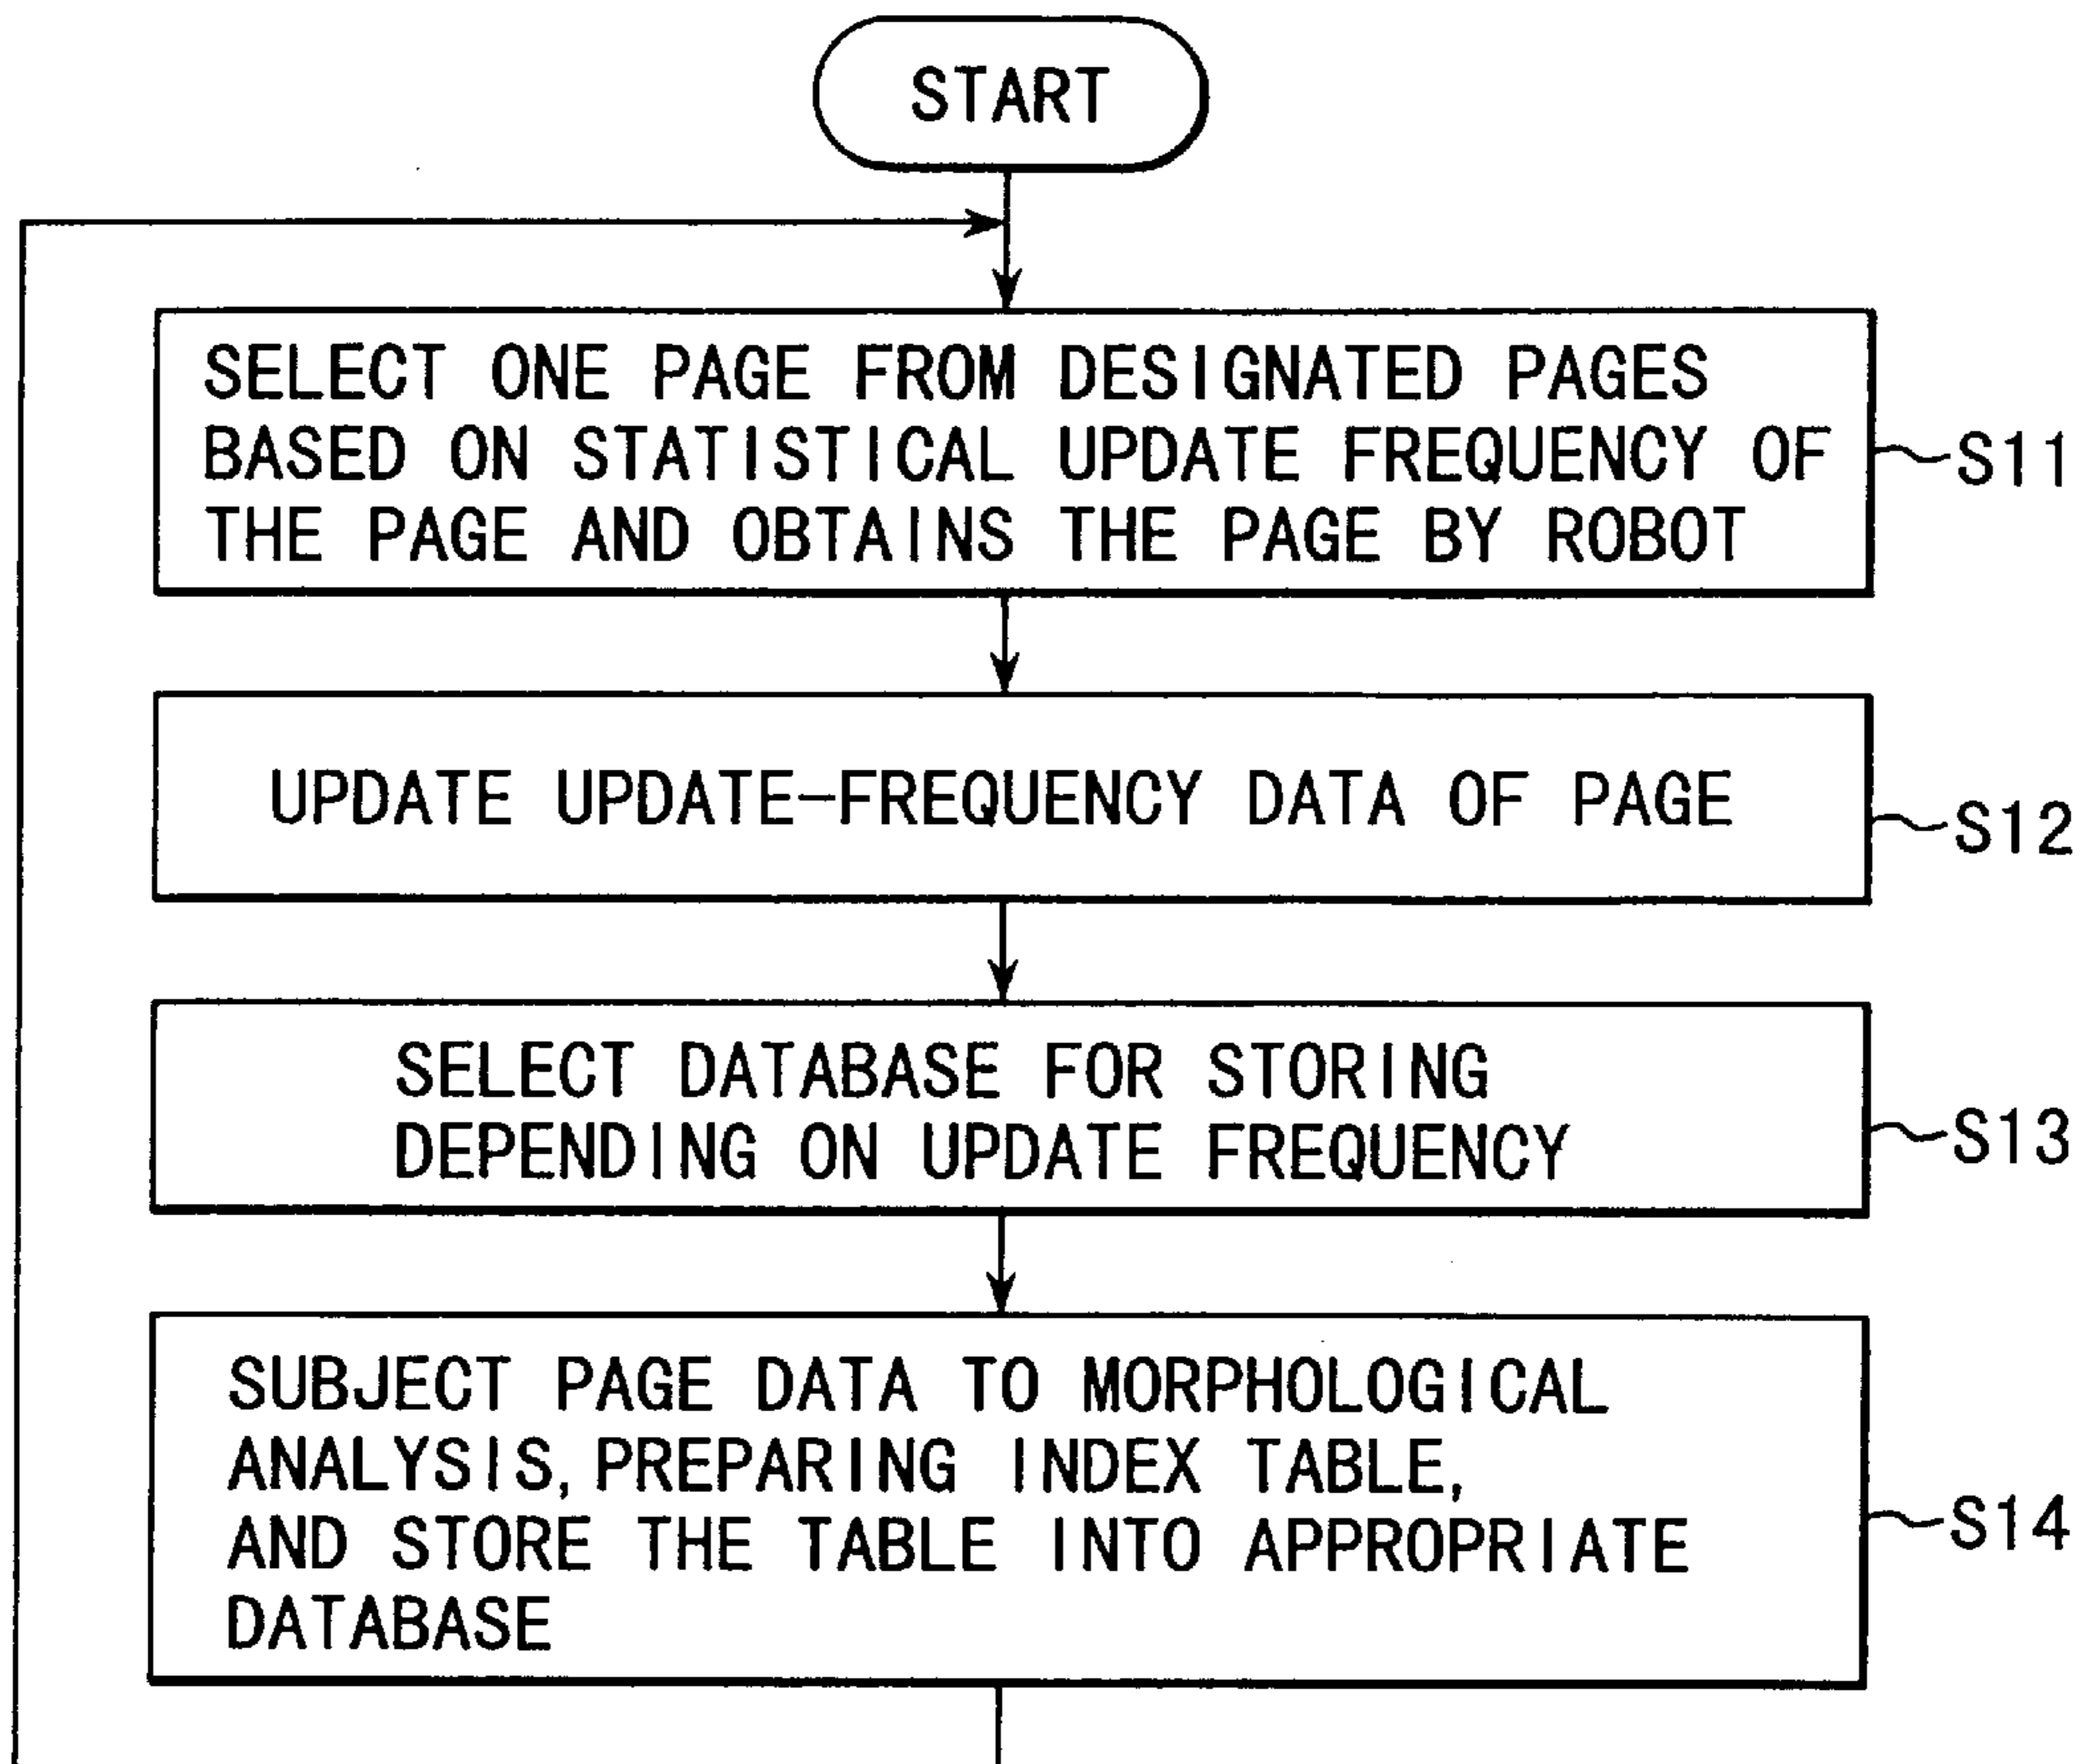 START
SELECT ONE PAGE FROM DESIGNATED PAGES
BASED ON STATISTICAL UPDATE FREQUENCY OF
THE PAGE AND OBTAINS THE PAGE BY ROBOT
S11
UPDATE UPDATE-FREQUENCY DATA OF PAGE
S12
SELECT DATABASE FOR STORING
DEPENDING ON UPDATE FREQUENCY
S13
SUBJECT PAGE DATA TO MORPHOLOGICAL
ANALYSIS, PREPARING INDEX TABLE,
AND STORE THE TABLE INTO APPROPRIATE
DATABASE
S14